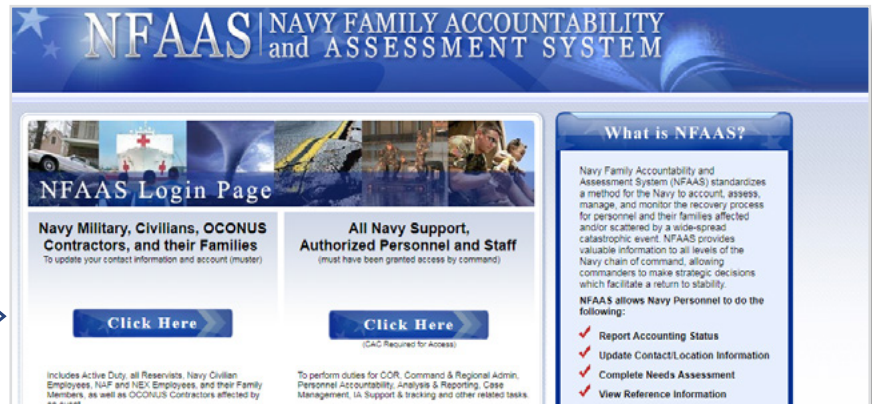 NFAAS NAVY FAMILY ACCOUNTABILITY
and ASSESSMENT SYSTEM
NFAAS Login Page
Navy Military, Civilians, OCONUS
Contractors, and their Families
To update your contact information and account (muster)
Click Here
Includes Active Duty, all Reservists, Navy Civilian
Employees, NAF and NEX Employees, and their Family
Members, as well as OCONUS Contractors affected by
an event
All Navy Support,
Authorized Personnel and Staff
(must have been granted access by command)
Click Here
(CAC Required for Access)
To perform duties for COR, Command & Regional Admin,
Personnel Accountability, Analysis & Reporting, Case
Management, IA Support & tracking and other related tasks.
What is NFAAS?
Navy Family Accountability and
Assessment System (NFAAS) standardizes
a method for the Navy to account, assess,
manage, and monitor the recovery process
for personnel and their families affected
and/or scattered by a wide-spread
catastrophic event. NFAAS provides
valuable information to all levels of the
Navy chain of command, allowing
commanders to make strategic decisions
which facilitate a return to stability.
NFAAS allows Navy Personnel to do the
following:
Report Accounting Status
Update Contact/Location Information
Complete Needs Assessment
View Reference Information